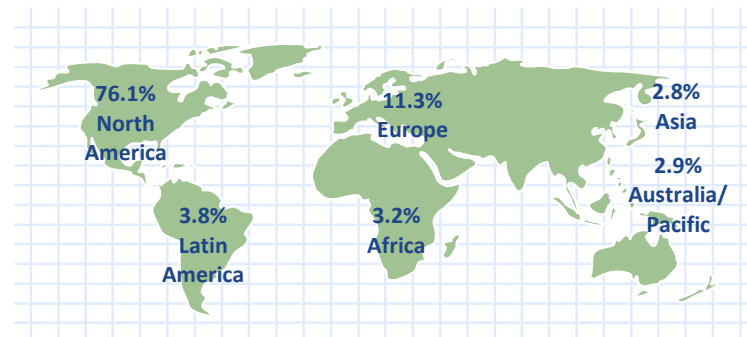 76.1%
North
America
11.3%
Europe
2.8%
Asia
2.9%
Australia/
Pacific
3.8%
Latin
America
3.2%
Africa